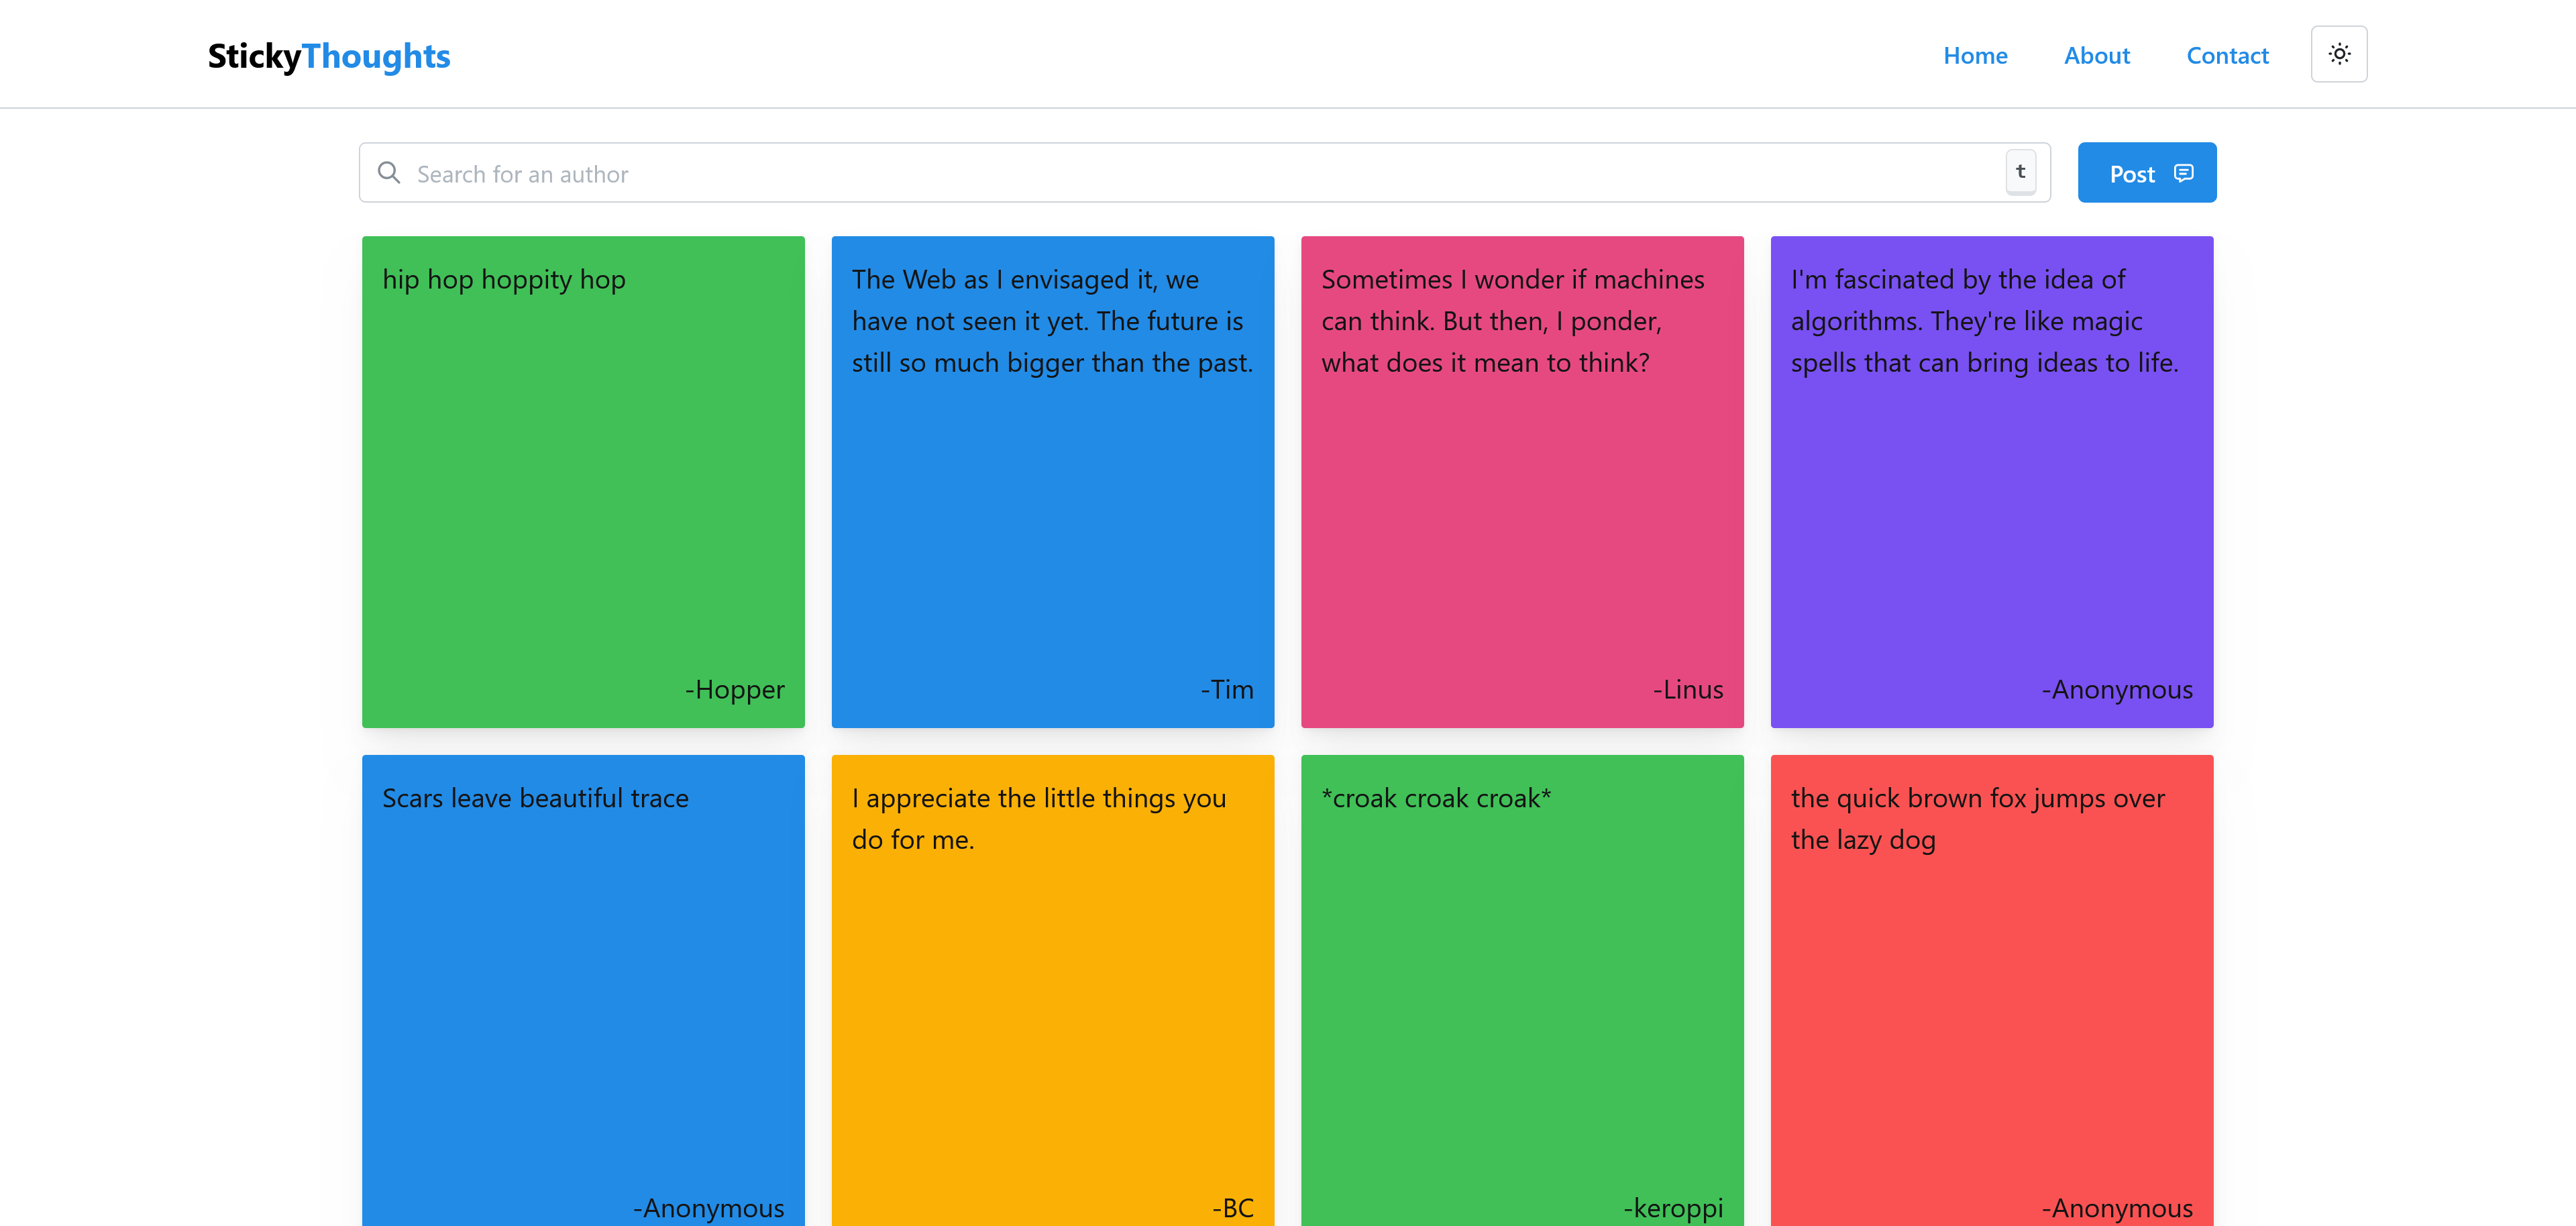 StickyThoughts
Home About Contact
Search for an author t Post
hip hop hoppity hop
-Hopper
The Web as I envisaged it, we
have not seen it yet. The future is
still so much bigger than the past.
-Tim
Sometimes I wonder if machines
can think. But then, I ponder,
what does it mean to think?
-Linus
I'm fascinated by the idea of
algorithms. They're like magic
spells that can bring ideas to life.
-Anonymous
Scars leave beautiful trace
-Anonymous
I appreciate the little things you
do for me.
-BC
*croak croak croak*
-keroppi
the quick brown fox jumps over
the lazy dog
-Anonymous